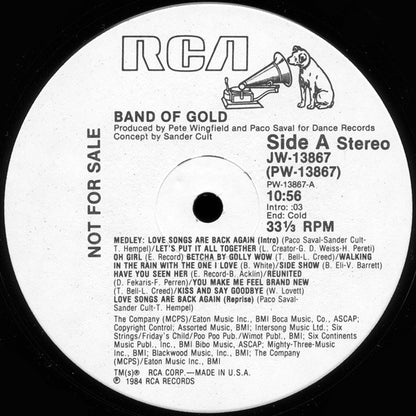 RCA
BAND OF GOLD
Produced by Pete Wingfield and Paco Saval for Dance Records
Concept by Sander Cult
NOT FOR SALE
Side A Stereo
JW-13867
(PW-13867)
PW-13867-A
10:56
Intro: :03
End: Cold
33⅓ RPM
MEDLEY: LOVE SONGS ARE BACK AGAIN (Intro) (Paco Saval-Sander Cult-
T. Hempel)/LET'S PUT IT ALL TOGETHER (L. Creator-G. D. Weiss-H. Pereti)
OH GIRL (E. Record) BETCHA BY GOLLY WOW (T. Bell-L. Creed)/WALKING
IN THE RAIN WITH THE ONE I LOVE (B. White)/SIDE SHOW (B. Eli-V. Barrett)
HAVE YOU SEEN HER (E. Record-B. Acklin)/REUNITED
(D. Fekaris-F. Perren)/YOU MAKE ME FEEL BRAND NEW
(T. Bell-L. Creed)/KISS AND SAY GOODBYE (W. Lovett)
LOVE SONGS ARE BACK AGAIN (Reprise) (Paco Saval-
Sander Cult-T. Hempel)
The Company (MCPS)/Eaton Music Inc., BMI Boca Music, Co., ASCAP;
Copyright Control; Assorted Music, BMI; Intersong Music Ltd.; Six
Strings/Friday's Child/Poo Poo Pub./Wimot Publ., BMI; Six Continents
Music Publ., Inc., BMI Bibo Music, ASCAP; Mighty-Three-Music
Inc., BMI; Blackwood Music, Inc., BMI; The Company
(MCPS)/Eaton Music Inc., BMI.
TM(s)® RCA CORP.—MADE IN U.S.A.
℗ 1984 RCA RECORDS